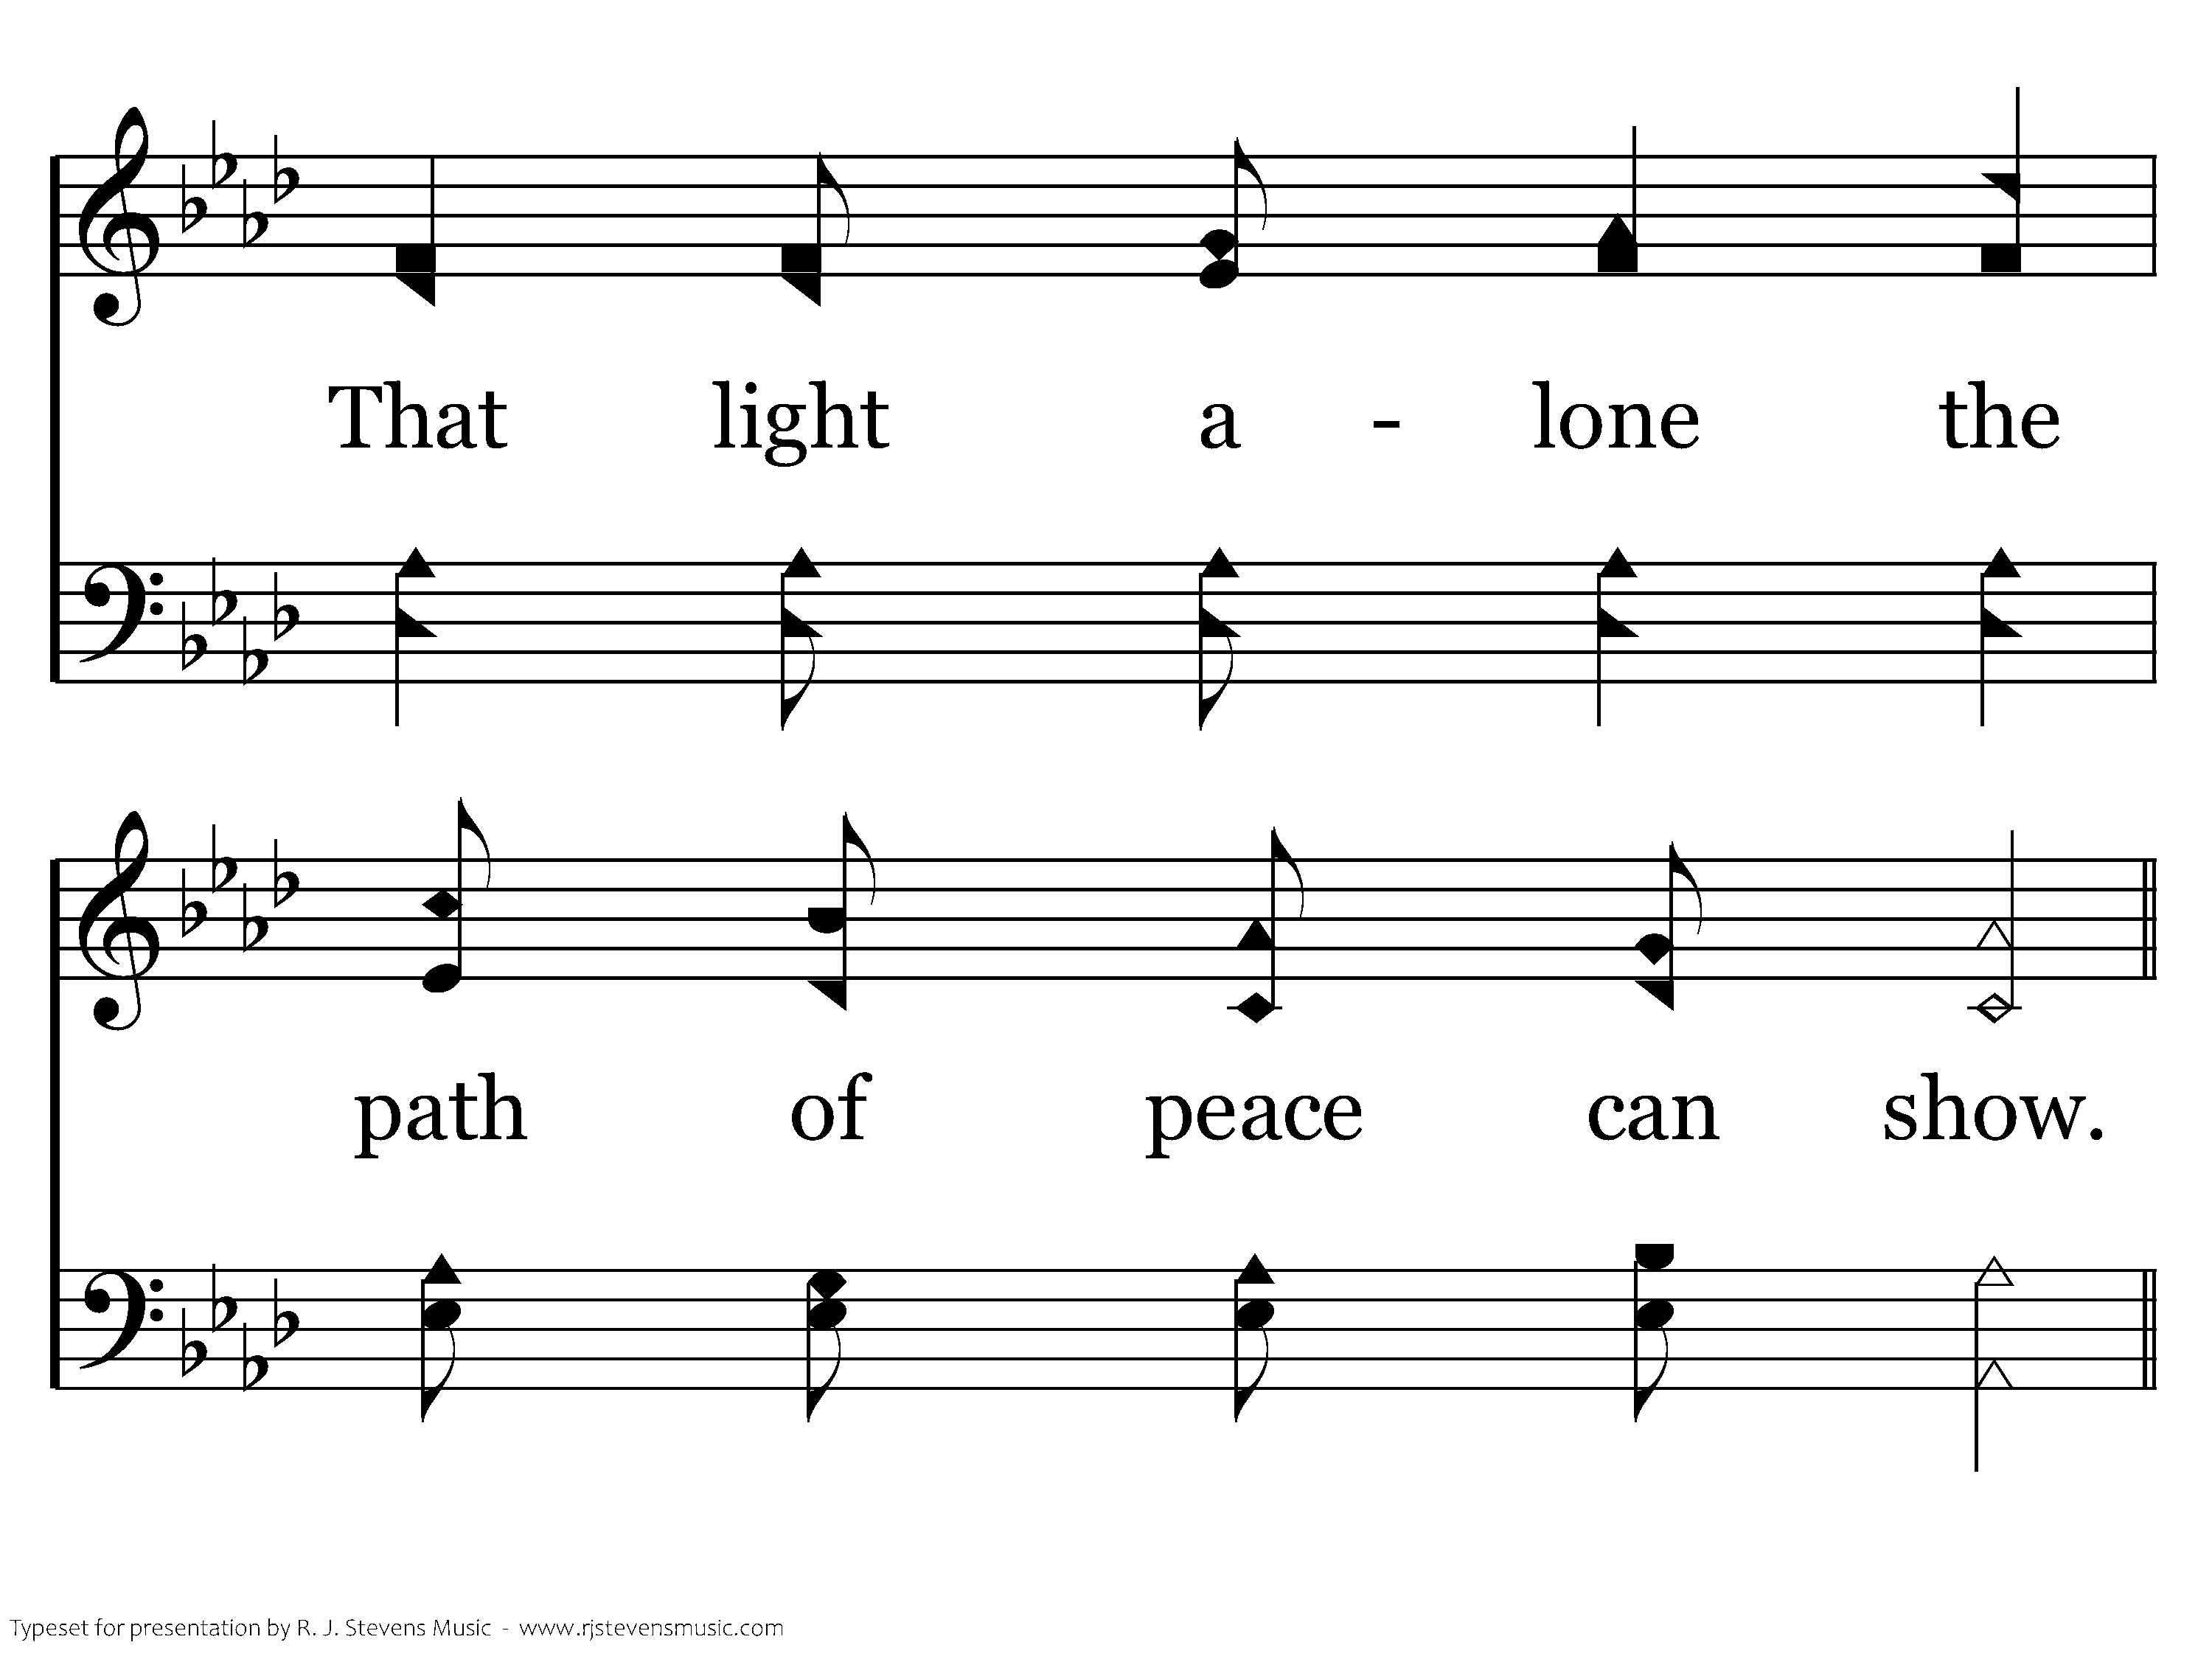 That light a - lone the
path of peace can show.
Typeset for presentation by R. J. Stevens Music - www.rjstevensmusic.com